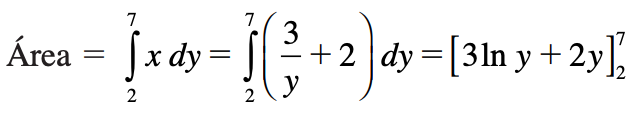 Área = ∫₂⁷ x dy = ∫₂⁷ (3/y + 2) dy = [3ln y + 2y]₂⁷